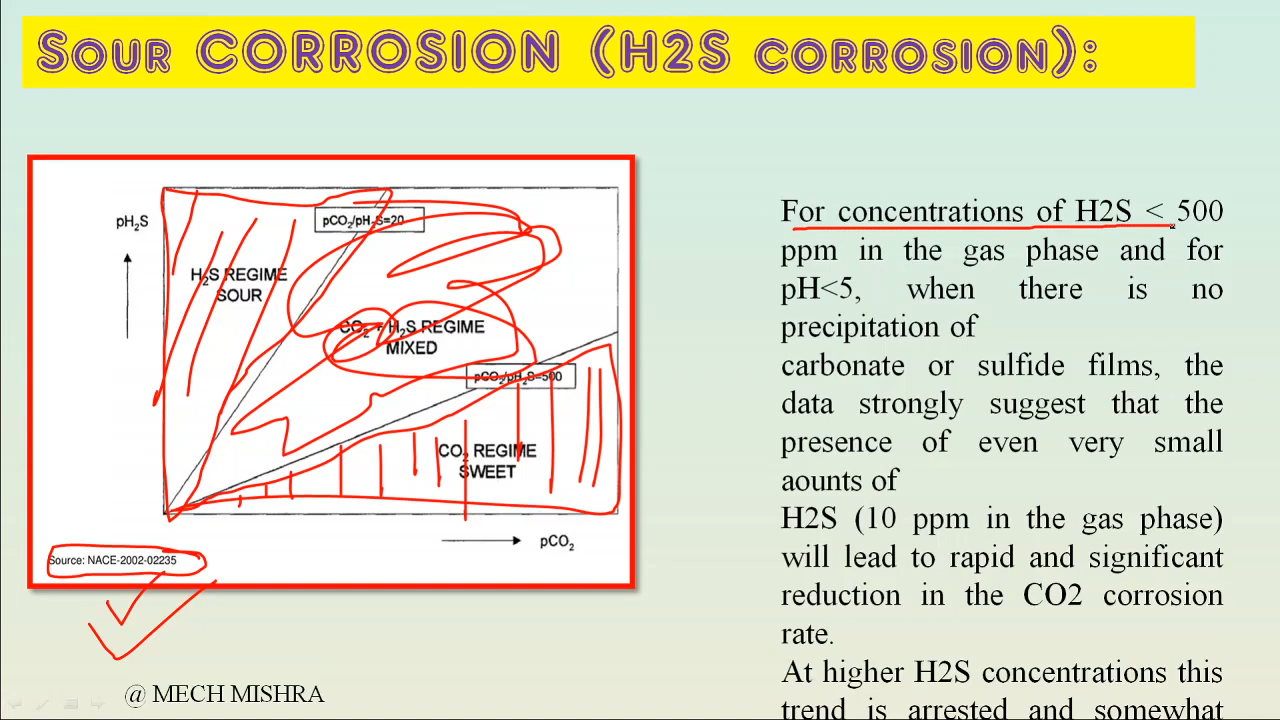 SOUR CORROSION (H2S CORROSION):
pH2S
pCO2/pH2S=20
H2S REGIME
SOUR
CO2 + H2S REGIME
MIXED
pCO2/pH2S=500
CO2 REGIME
SWEET
pCO2
Source: NACE-2002-02235
For concentrations of H2S < 500
ppm in the gas phase and for
pH<5, when there is no
precipitation of
carbonate or sulfide films, the
data strongly suggest that the
presence of even very small
aounts of
H2S (10 ppm in the gas phase)
will lead to rapid and significant
reduction in the CO2 corrosion
rate.
At higher H2S concentrations this
trend is arrested and somewhat
@ MECH MISHRA